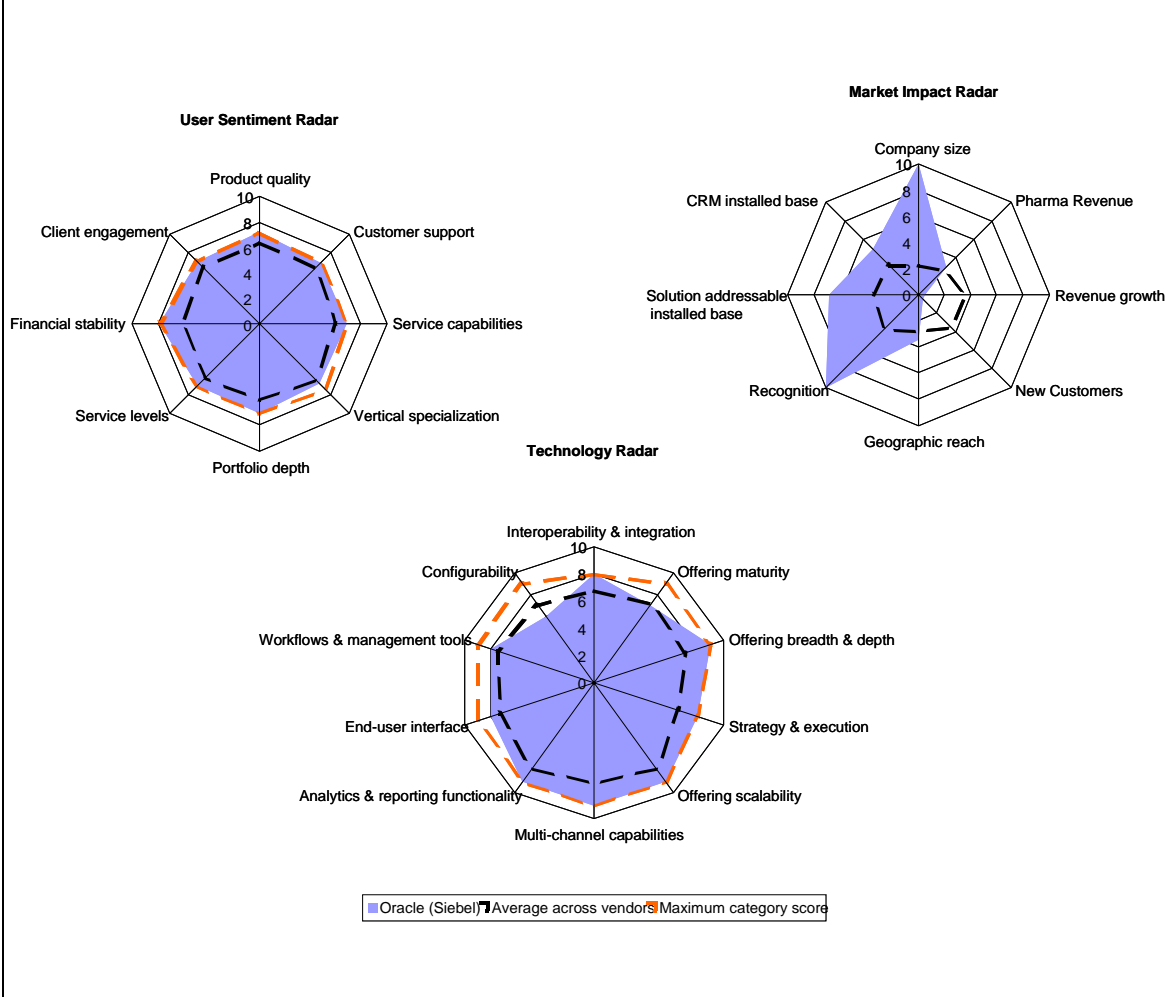 Market Impact Radar
User Sentiment Radar
Company size
10
CRM installed base
8
Pharma Revenue
6
4
2
Solution addressable
installed base
0
Revenue growth
Recognition
New Customers
Geographic reach
Product quality
10
Client engagement
8
Customer support
6
4
2
Financial stability
0
Service capabilities
Service levels
Vertical specialization
Portfolio depth
Technology Radar
Interoperability & integration
10
Configurability
8
Offering maturity
6
Workflows & management tools
4
Offering breadth & depth
2
0
End-user interface
Strategy & execution
Analytics & reporting functionality
Offering scalability
Multi-channel capabilities
Oracle (Siebel) Average across vendors Maximum category score